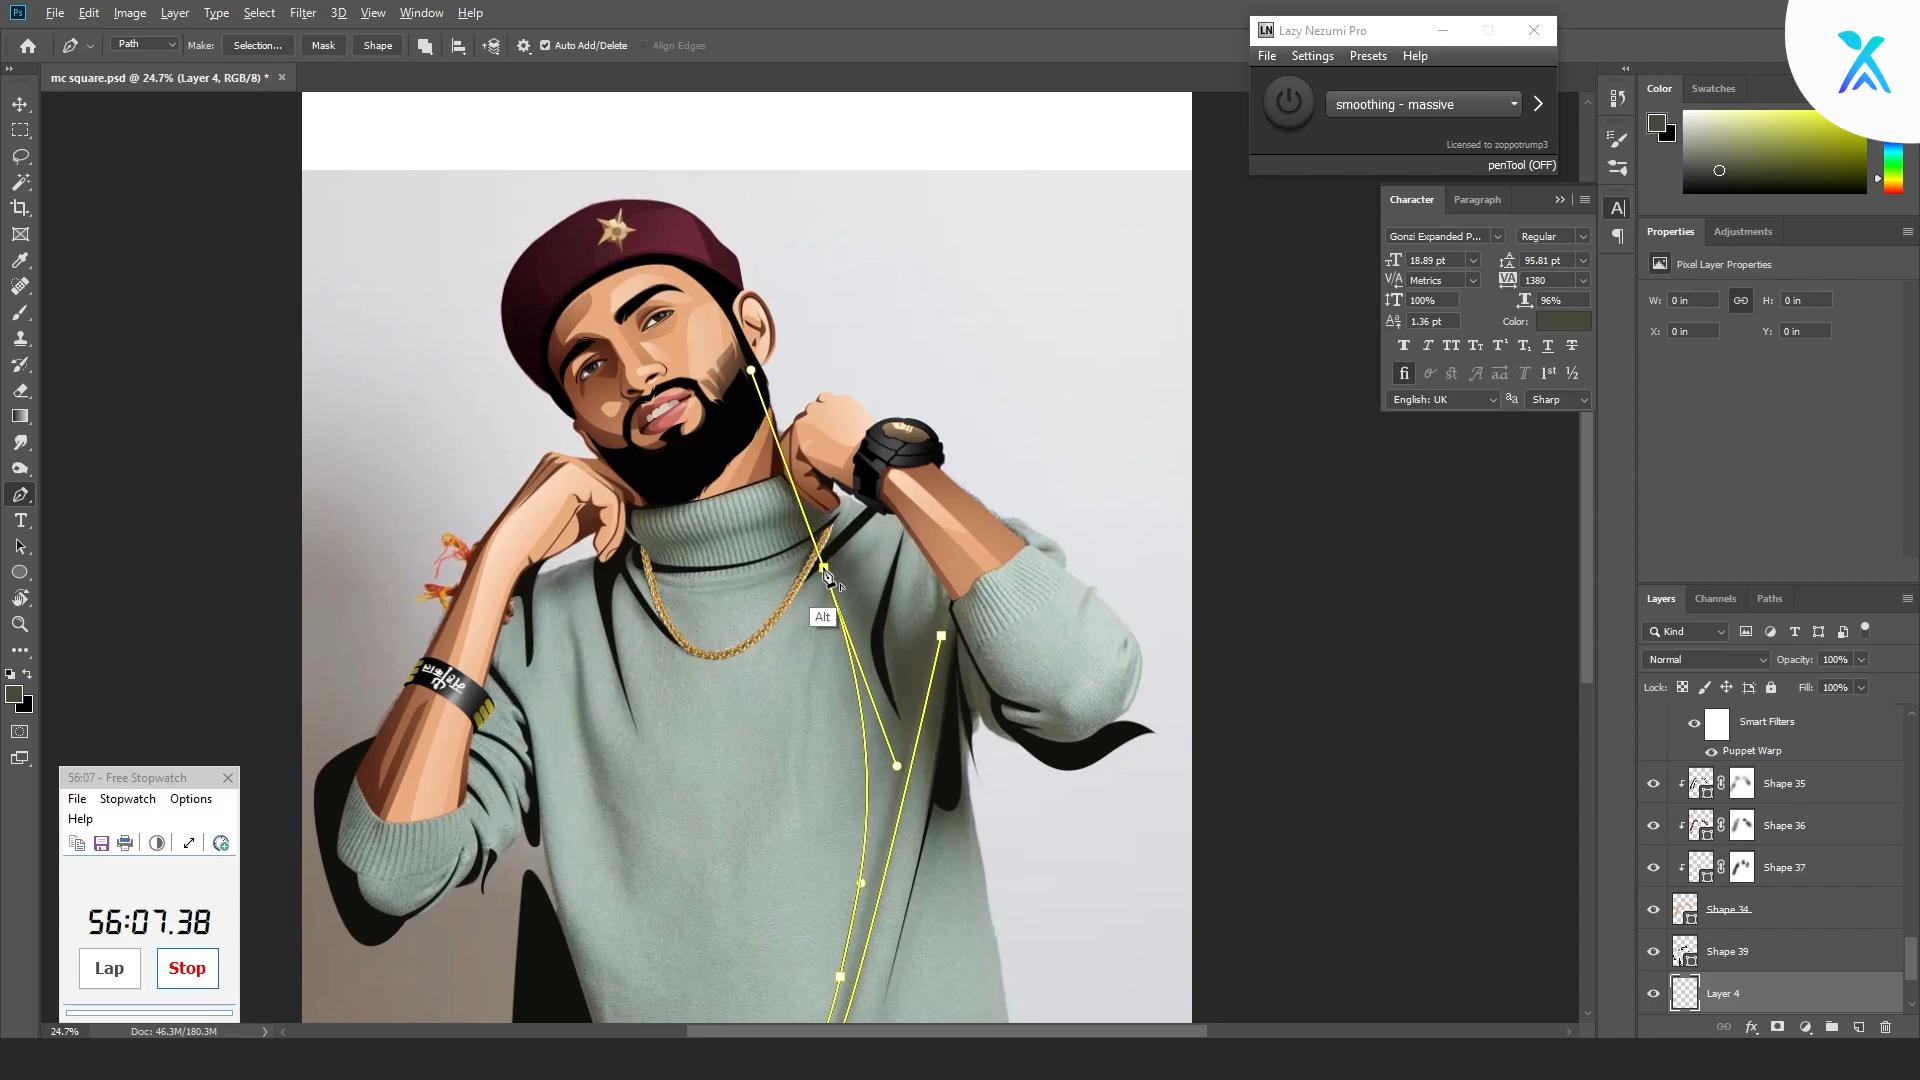 Ps File Edit Image Layer Type Select Filter 3D View Window Help
Path Make: Selection... Mask Shape Auto Add/Delete Align Edges
mc square.psd @ 24.7% (Layer 4, RGB/8) *
LN Lazy Nezumi Pro
File Settings Presets Help
smoothing - massive
Licensed to zoppotrump3
penTool (OFF)
Color Swatches
Character Paragraph
Gonzi Expanded P... Regular
18.89 pt 95.81 pt
Metrics 1380
100% 96%
1.36 pt Color:
English: UK aa Sharp
Properties Adjustments
Pixel Layer Properties
W: 0 in H: 0 in
X: 0 in Y: 0 in
Alt
Layers Channels Paths
Kind
Normal Opacity: 100%
Lock: Fill: 100%
Smart Filters
Puppet Warp
Shape 35
Shape 36
Shape 37
Shape 34
Shape 39
Layer 4
56:07 - Free Stopwatch
File Stopwatch Options
Help
56:07.38
Lap Stop
24.7% Doc: 46.3M/180.3M